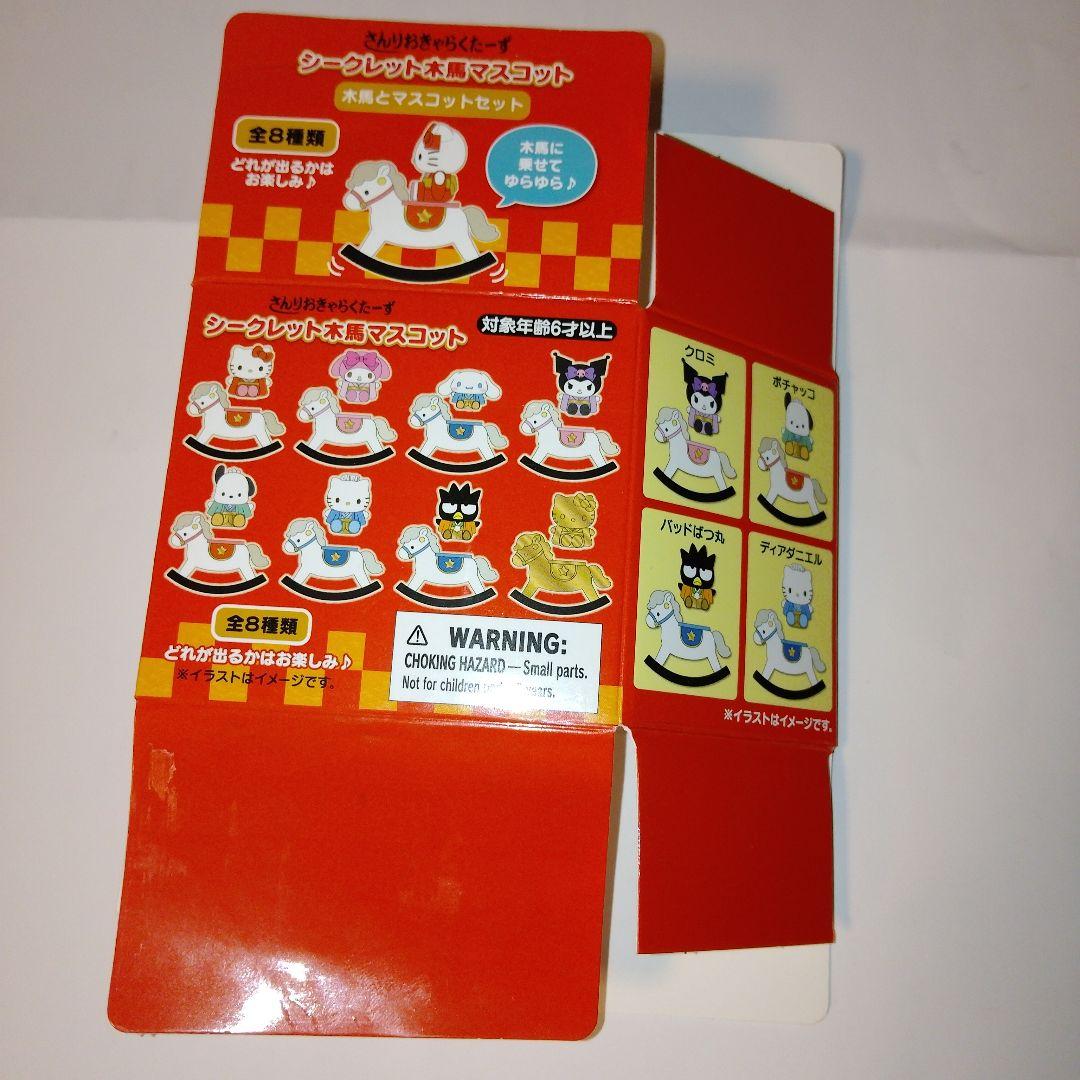 さんりおきゃらくたーず
シークレット木馬マスコット
木馬とマスコットセット
全8種類
どれが出るかは
お楽しみ♪
木馬に
乗せて
ゆらゆら♪
さんりおきゃらくたーず
シークレット木馬マスコット
対象年齢6才以上
全8種類
どれが出るかはお楽しみ♪
※イラストはイメージです。
⚠ WARNING:
CHOKING HAZARD — Small parts.
Not for children years.
クロミ
ポチャッコ
バッドばつ丸
ディアダニエル
※イラストはイメージです。